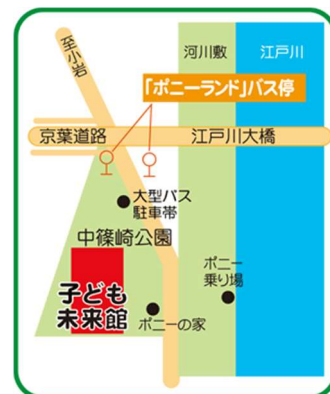 至小岩
河川敷
江戸川
「ポニーランド」バス停
京葉道路
江戸川大橋
大型バス
駐車帯
中篠崎公園
子ども
未来館
ポニー
乗り場
ポニーの家